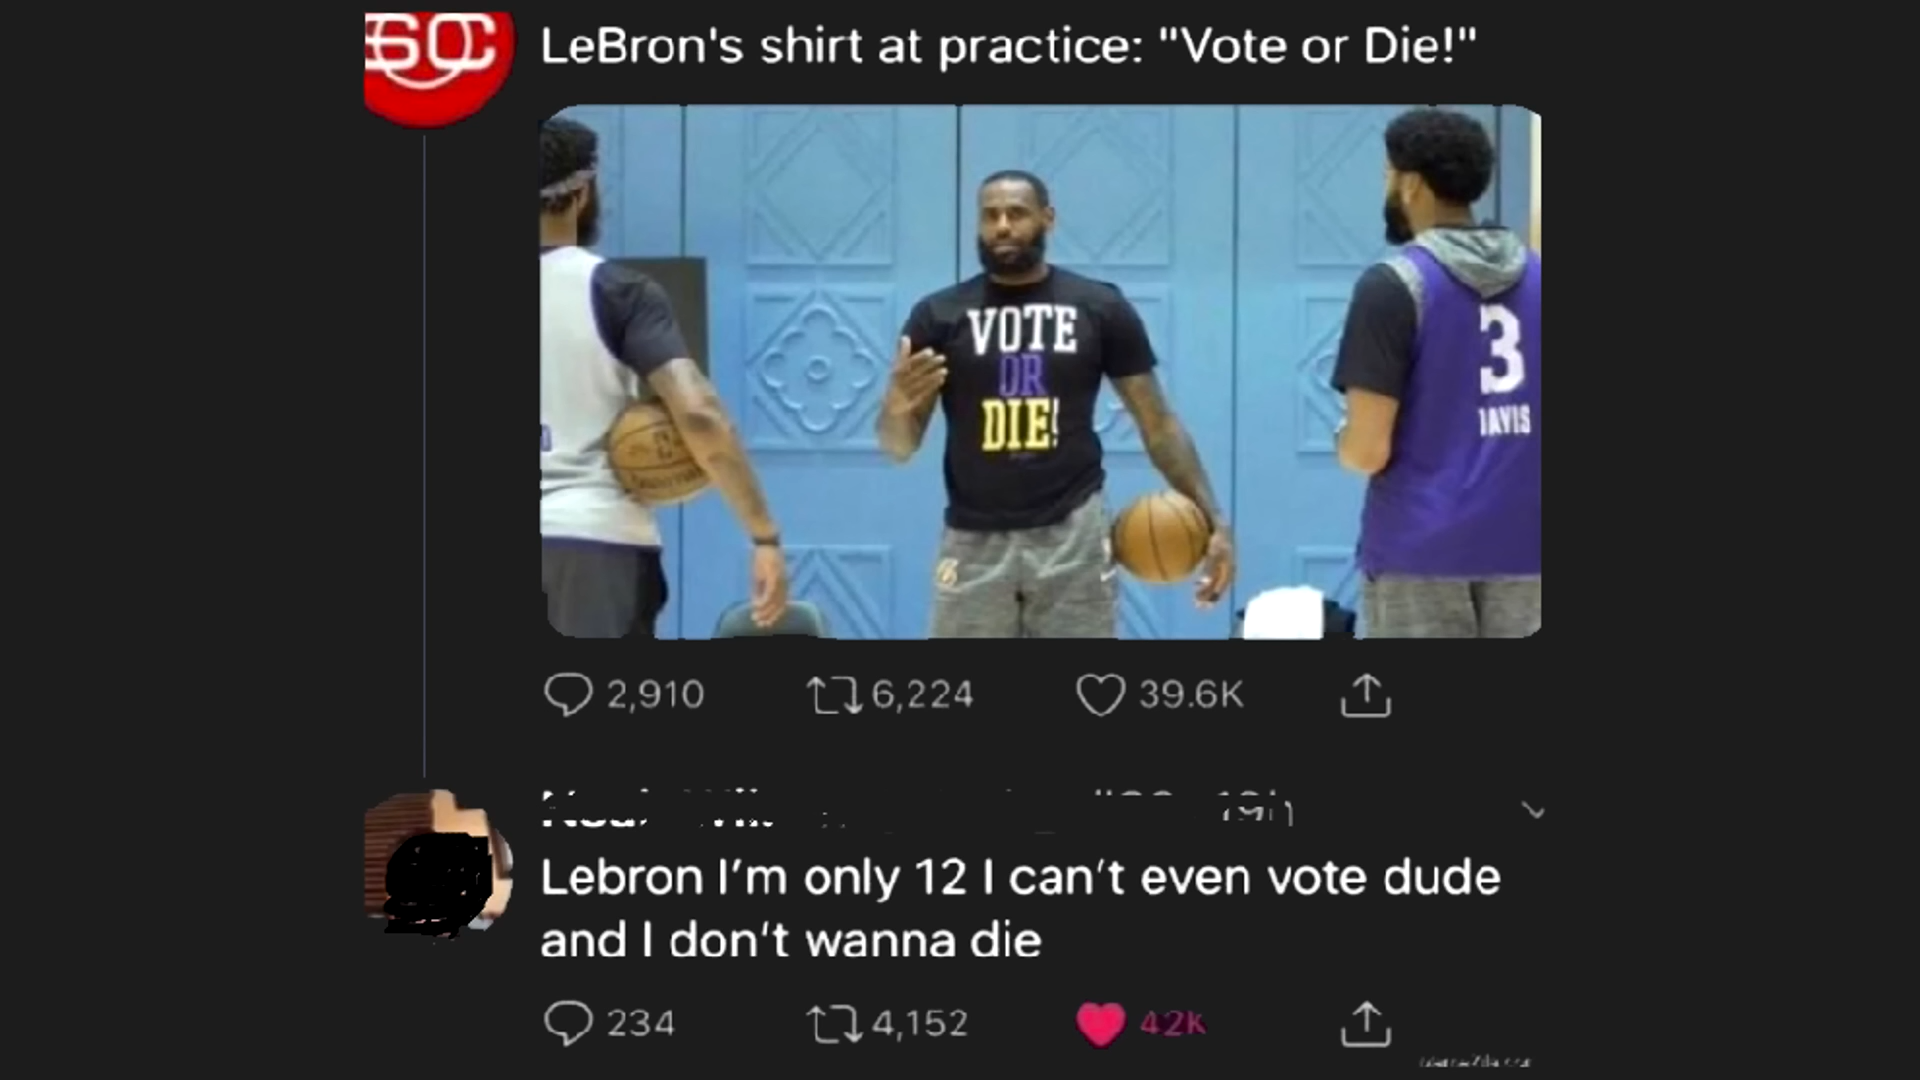 SC
LeBron's shirt at practice: "Vote or Die!"
VOTE
OR
DIE!
3
DAVIS
2,910 6,224 39.6K
19h
Lebron I'm only 12 I can't even vote dude
and I don't wanna die
234 4,152 42K